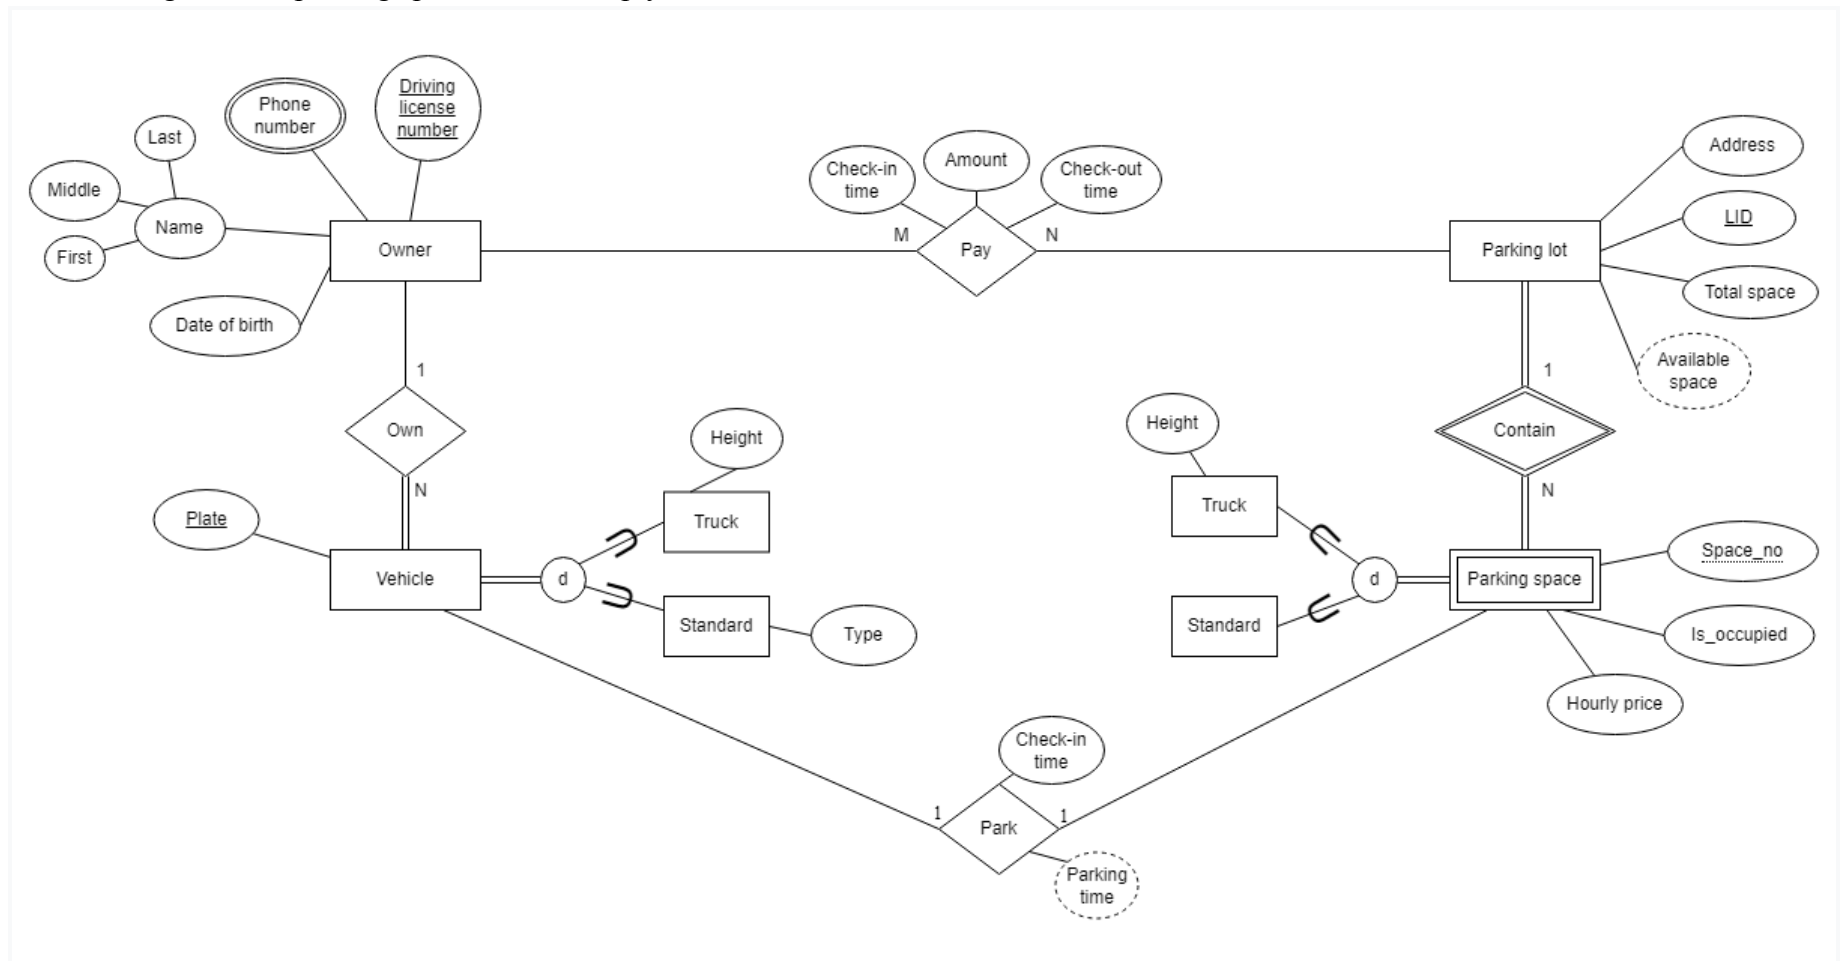 Driving
license
number
Phone
number
Last
Middle
Name
First
Owner
Date of birth
Check-in
time
Amount
Check-out
time
M
Pay
N
Address
LID
Parking lot
Total space
Available
space
1
Own
N
1
Contain
N
Plate
Vehicle
d
Height
Truck
Standard
Type
Height
Truck
Standard
d
Parking space
Space_no
Is_occupied
Hourly price
Check-in
time
1
Park
1
Parking
time